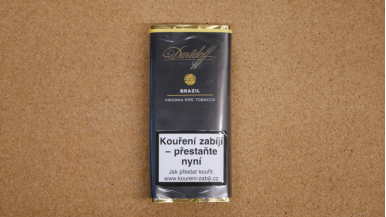 Davidoff
BRAZIL
VIRGINIA PIPE TOBACCO
Kouření zabíjí
– přestaňte
nyní
Jak přestat kouřit:
www.koureni-zabiji.cz